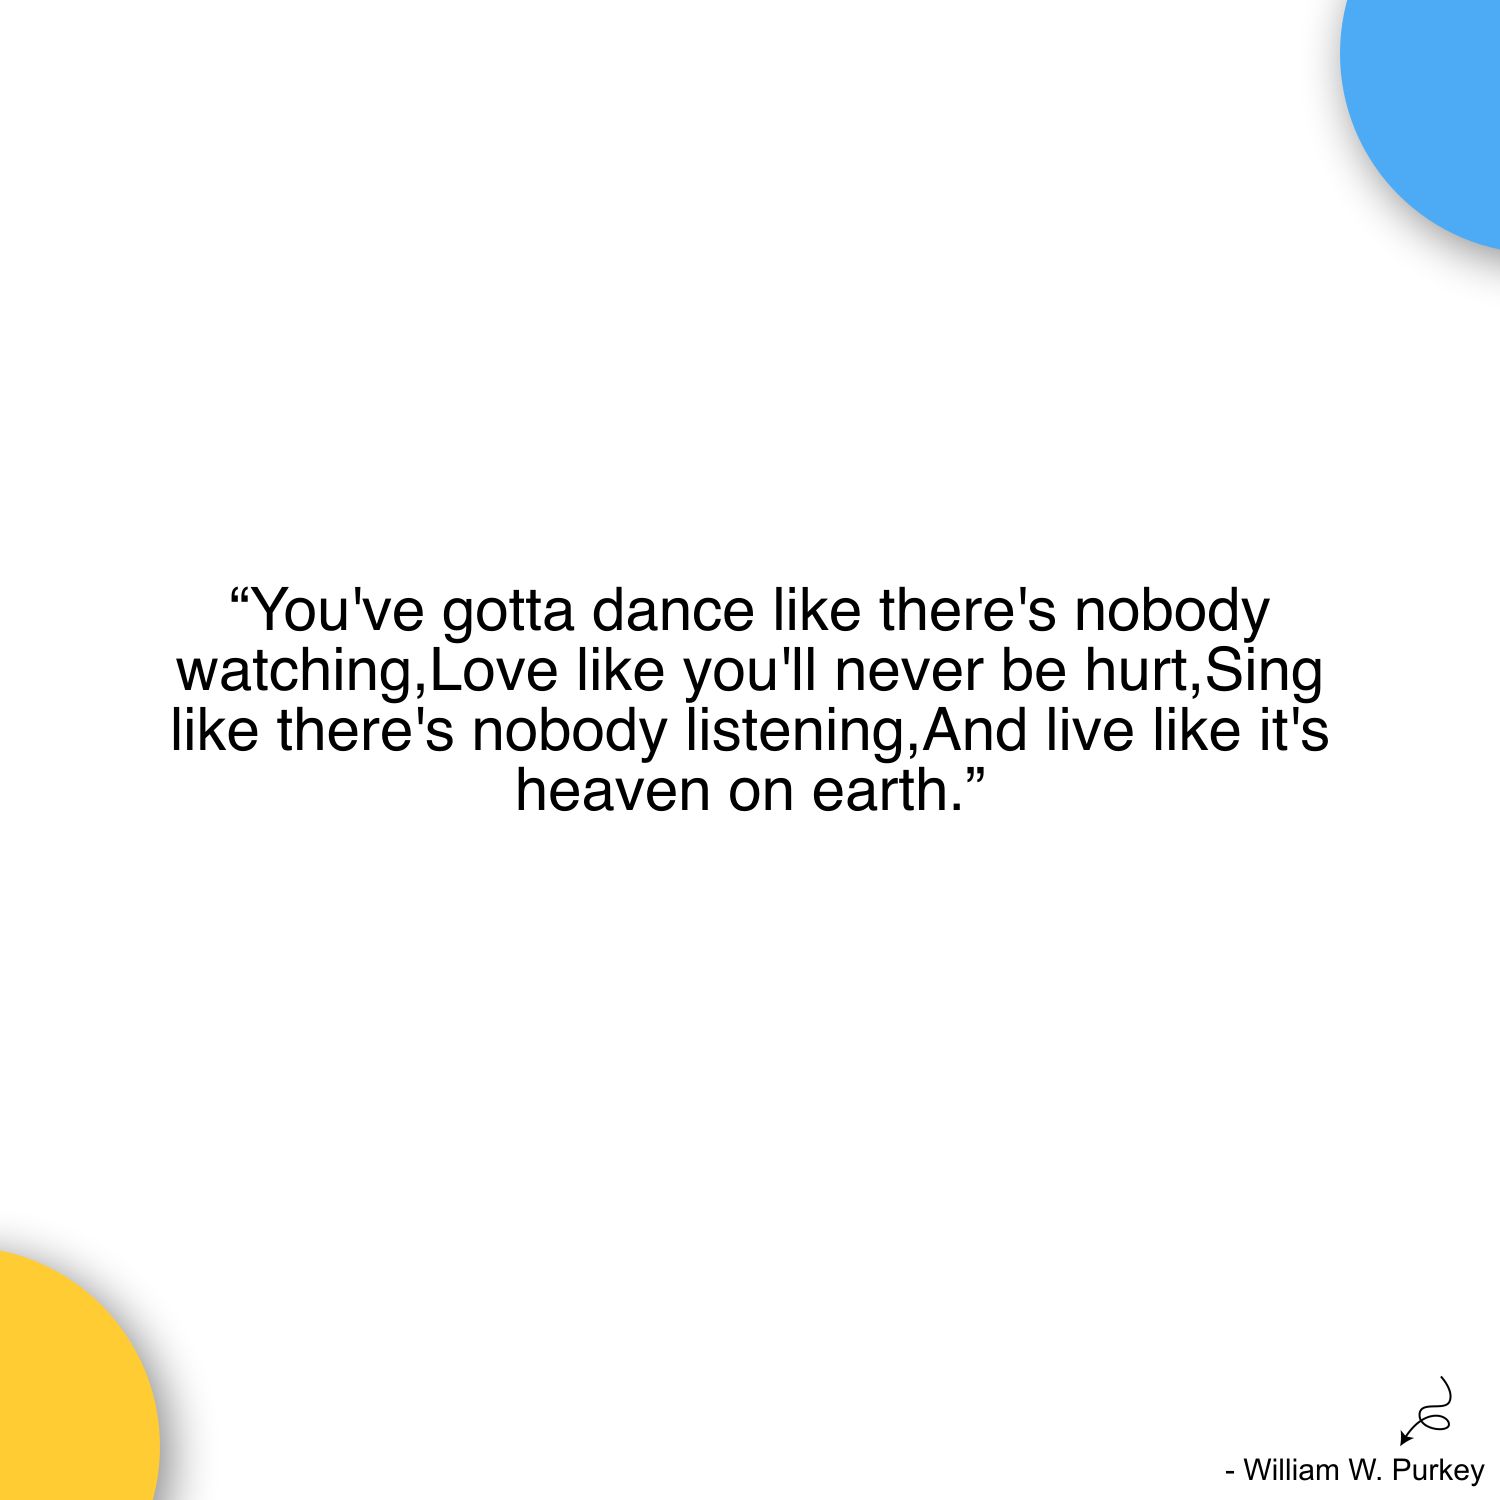 “You've gotta dance like there's nobody
watching,Love like you'll never be hurt,Sing
like there's nobody listening,And live like it's
heaven on earth.”
- William W. Purkey